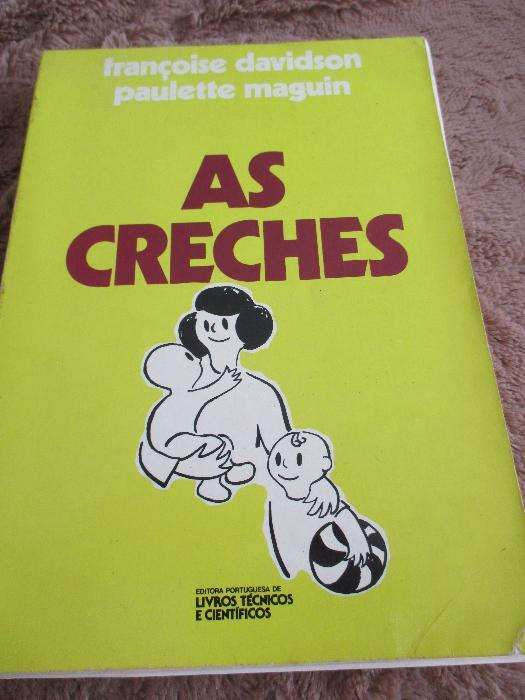 françoise davidson
paulette maguin
AS
CRECHES
EDITORA PORTUGUESA DE
LIVROS TÉCNICOS
E CIENTÍFICOS